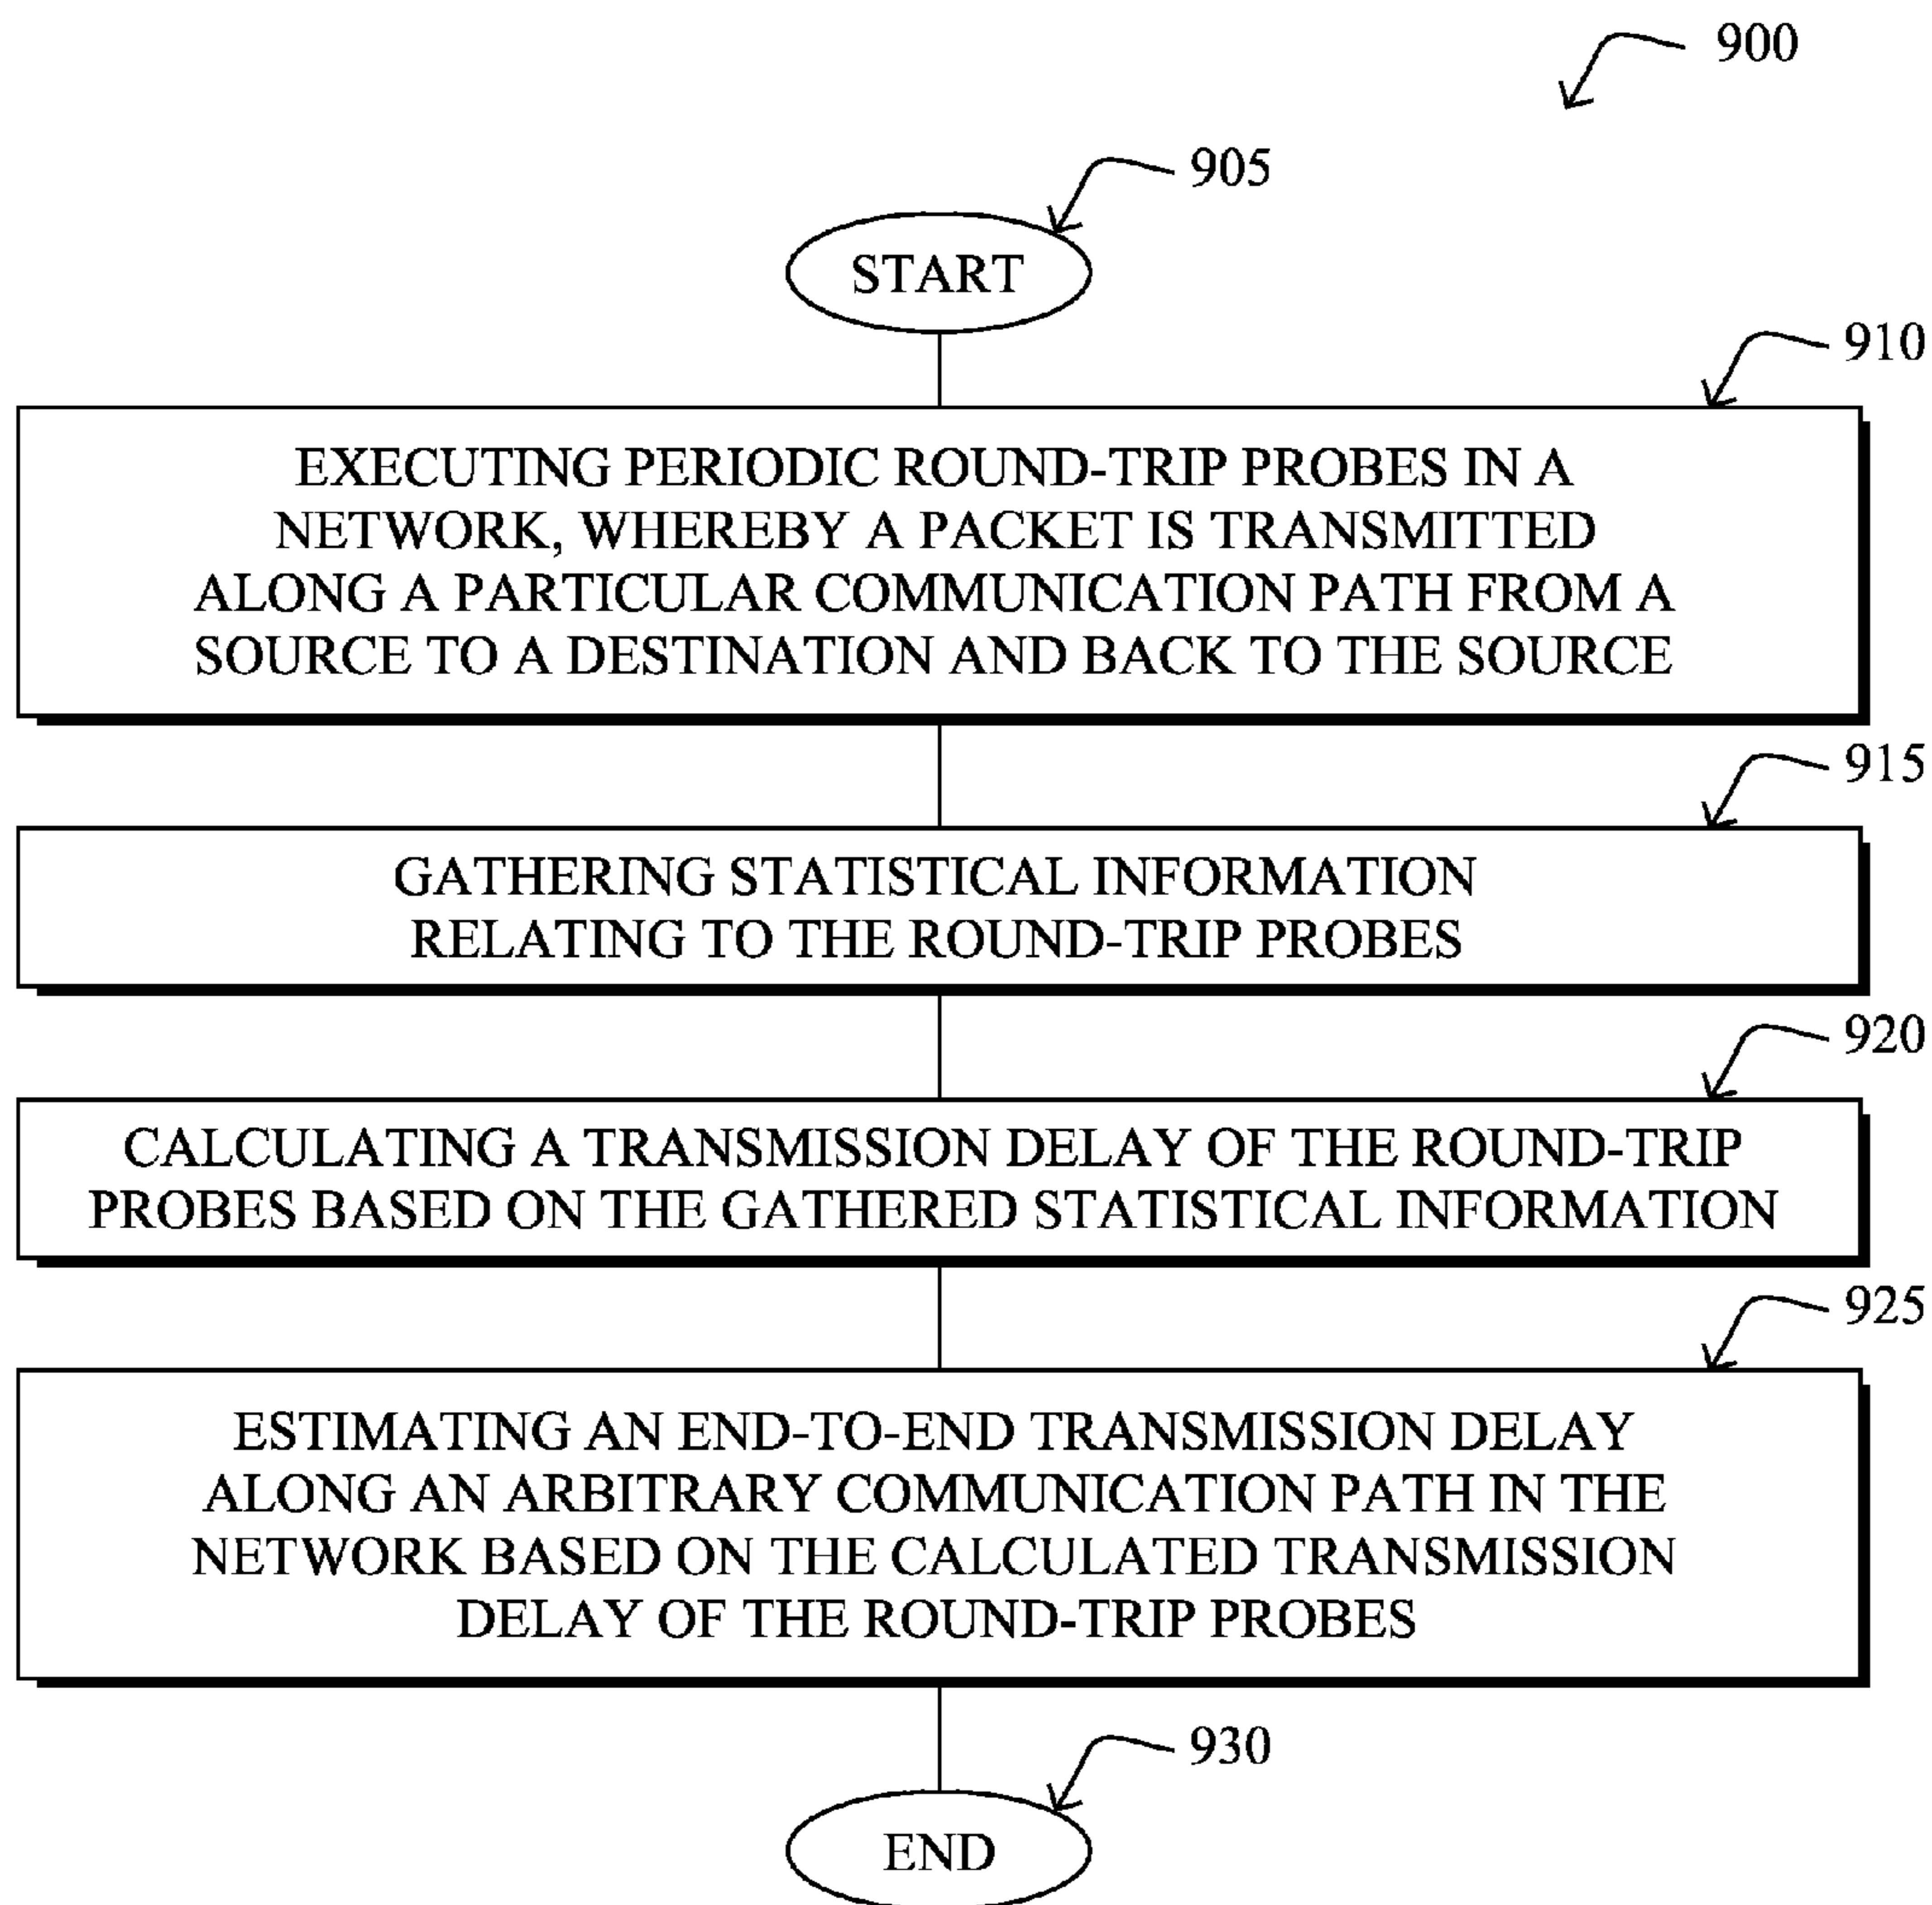 900
905
START
910
EXECUTING PERIODIC ROUND-TRIP PROBES IN A
NETWORK, WHEREBY A PACKET IS TRANSMITTED
ALONG A PARTICULAR COMMUNICATION PATH FROM A
SOURCE TO A DESTINATION AND BACK TO THE SOURCE
915
GATHERING STATISTICAL INFORMATION
RELATING TO THE ROUND-TRIP PROBES
920
CALCULATING A TRANSMISSION DELAY OF THE ROUND-TRIP
PROBES BASED ON THE GATHERED STATISTICAL INFORMATION
925
ESTIMATING AN END-TO-END TRANSMISSION DELAY
ALONG AN ARBITRARY COMMUNICATION PATH IN THE
NETWORK BASED ON THE CALCULATED TRANSMISSION
DELAY OF THE ROUND-TRIP PROBES
930
END